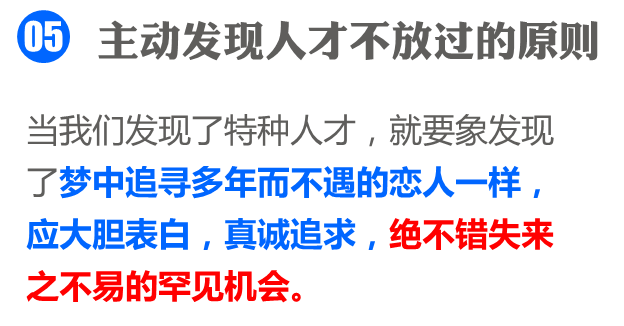 05 主动发现人才不放过的原则
当我们发现了特种人才，就要象发现
了梦中追寻多年而不遇的恋人一样，
应大胆表白，真诚追求，绝不错失来
之不易的罕见机会。